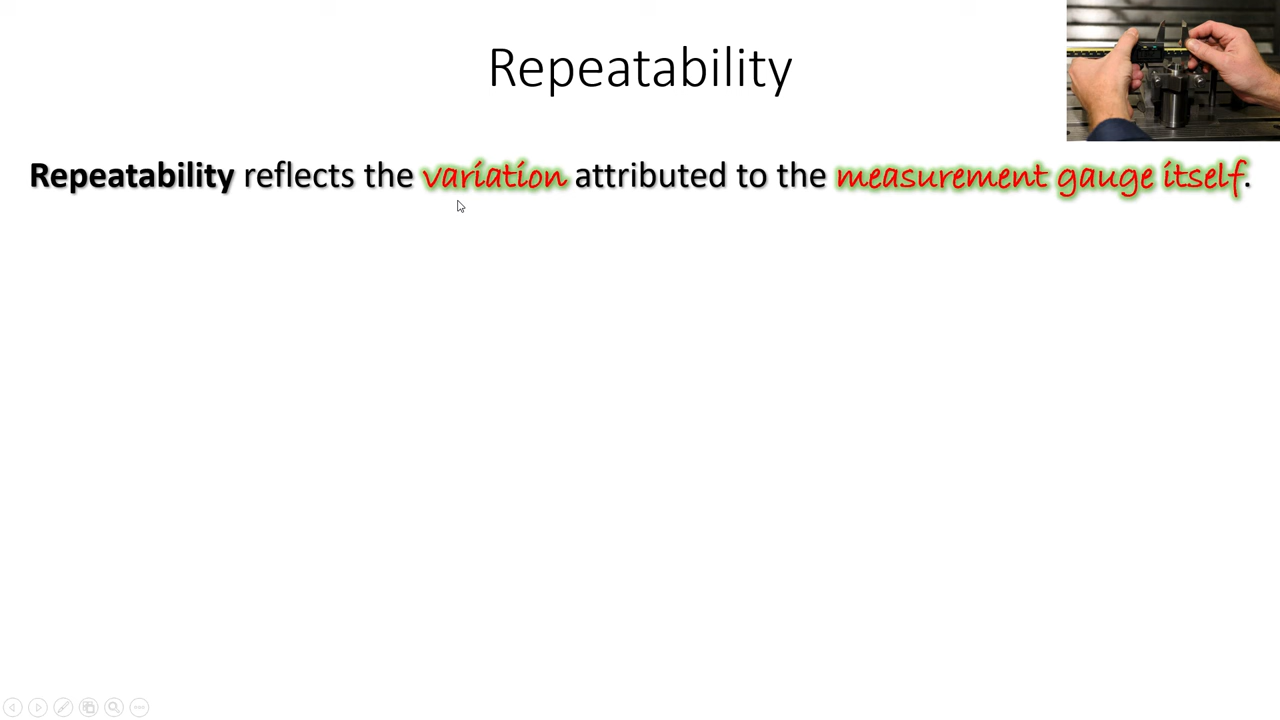 Repeatability
Repeatability reflects the variation attributed to the measurement gauge itself.